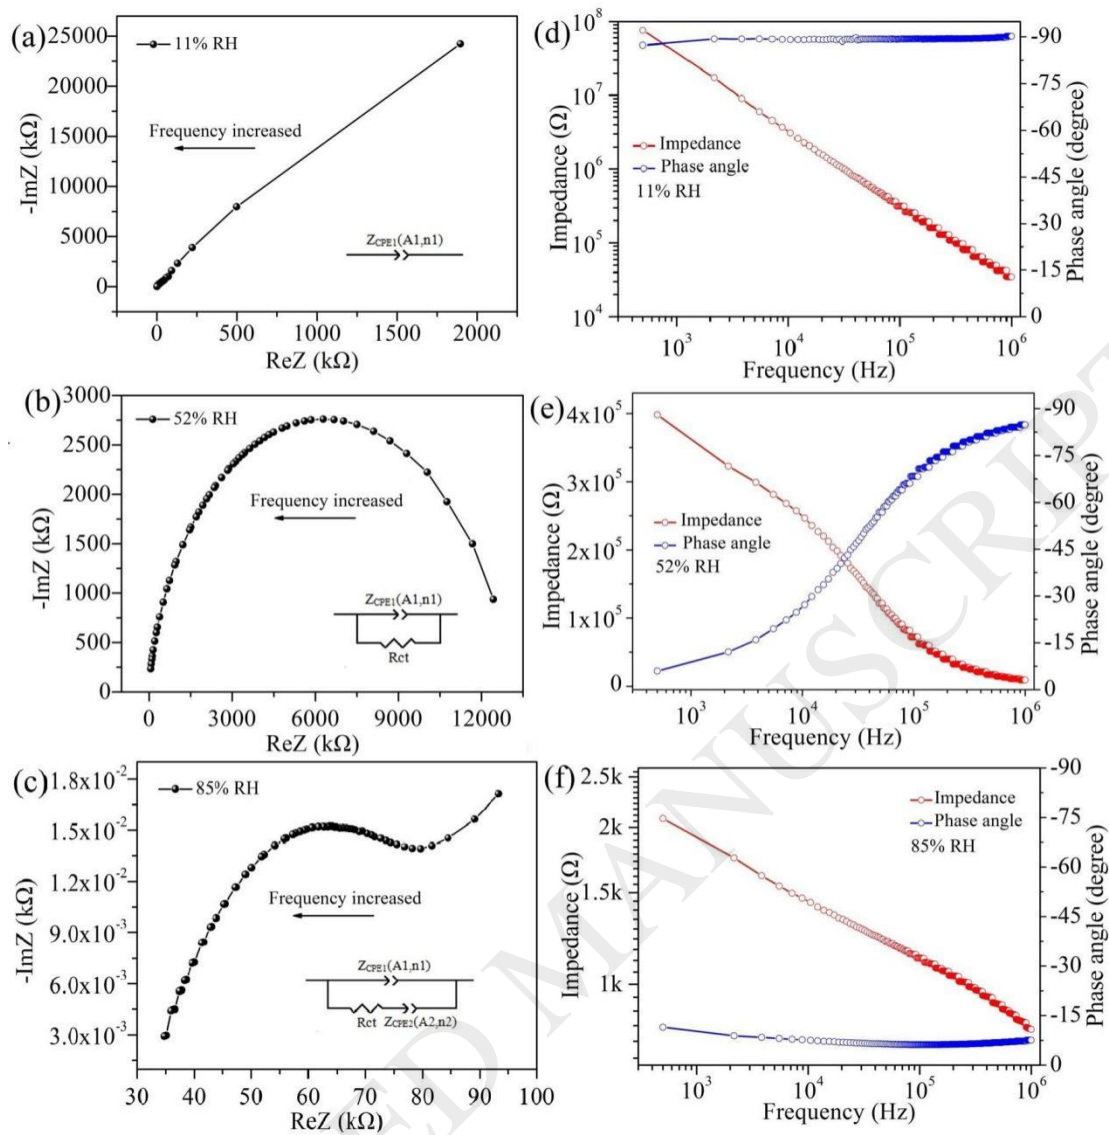 (a)
11% RH
25000
20000
15000
10000
5000
0
-ImZ (kΩ)
Frequency increased
ZCPE1(A1,n1)
0 500 1000 1500 2000
ReZ (kΩ)
(d)
10^8
10^7
10^6
10^5
10^4
Impedance (Ω)
Impedance
Phase angle
11% RH
-90
-75
-60
-45
-30
-15
-0
Phase angle (degree)
10^3 10^4 10^5 10^6
Frequency (Hz)
(b)
52% RH
3000
2500
2000
1500
1000
500
0
-ImZ (kΩ)
Frequency increased
ZCPE1(A1,n1)
Rct
0 3000 6000 9000 12000
ReZ (kΩ)
(e)
4x10^5
3x10^5
2x10^5
1x10^5
0
Impedance (Ω)
Impedance
Phase angle
52% RH
-90
-75
-60
-45
-30
-15
0
Phase angle (degree)
10^3 10^4 10^5 10^6
Frequency (Hz)
(c)
85% RH
1.8x10^-2
1.5x10^-2
1.2x10^-2
9.0x10^-3
6.0x10^-3
3.0x10^-3
-ImZ (kΩ)
Frequency increased
ZCPE1(A1,n1)
Rct ZCPE2(A2,n2)
30 40 50 60 70 80 90 100
ReZ (kΩ)
(f)
2.5k
2k
1.5k
1k
Impedance (Ω)
Impedance
Phase angle
85% RH
-90
-75
-60
-45
-30
-15
0
Phase angle (degree)
10^3 10^4 10^5 10^6
Frequency (Hz)
ED MANUSCRIPT